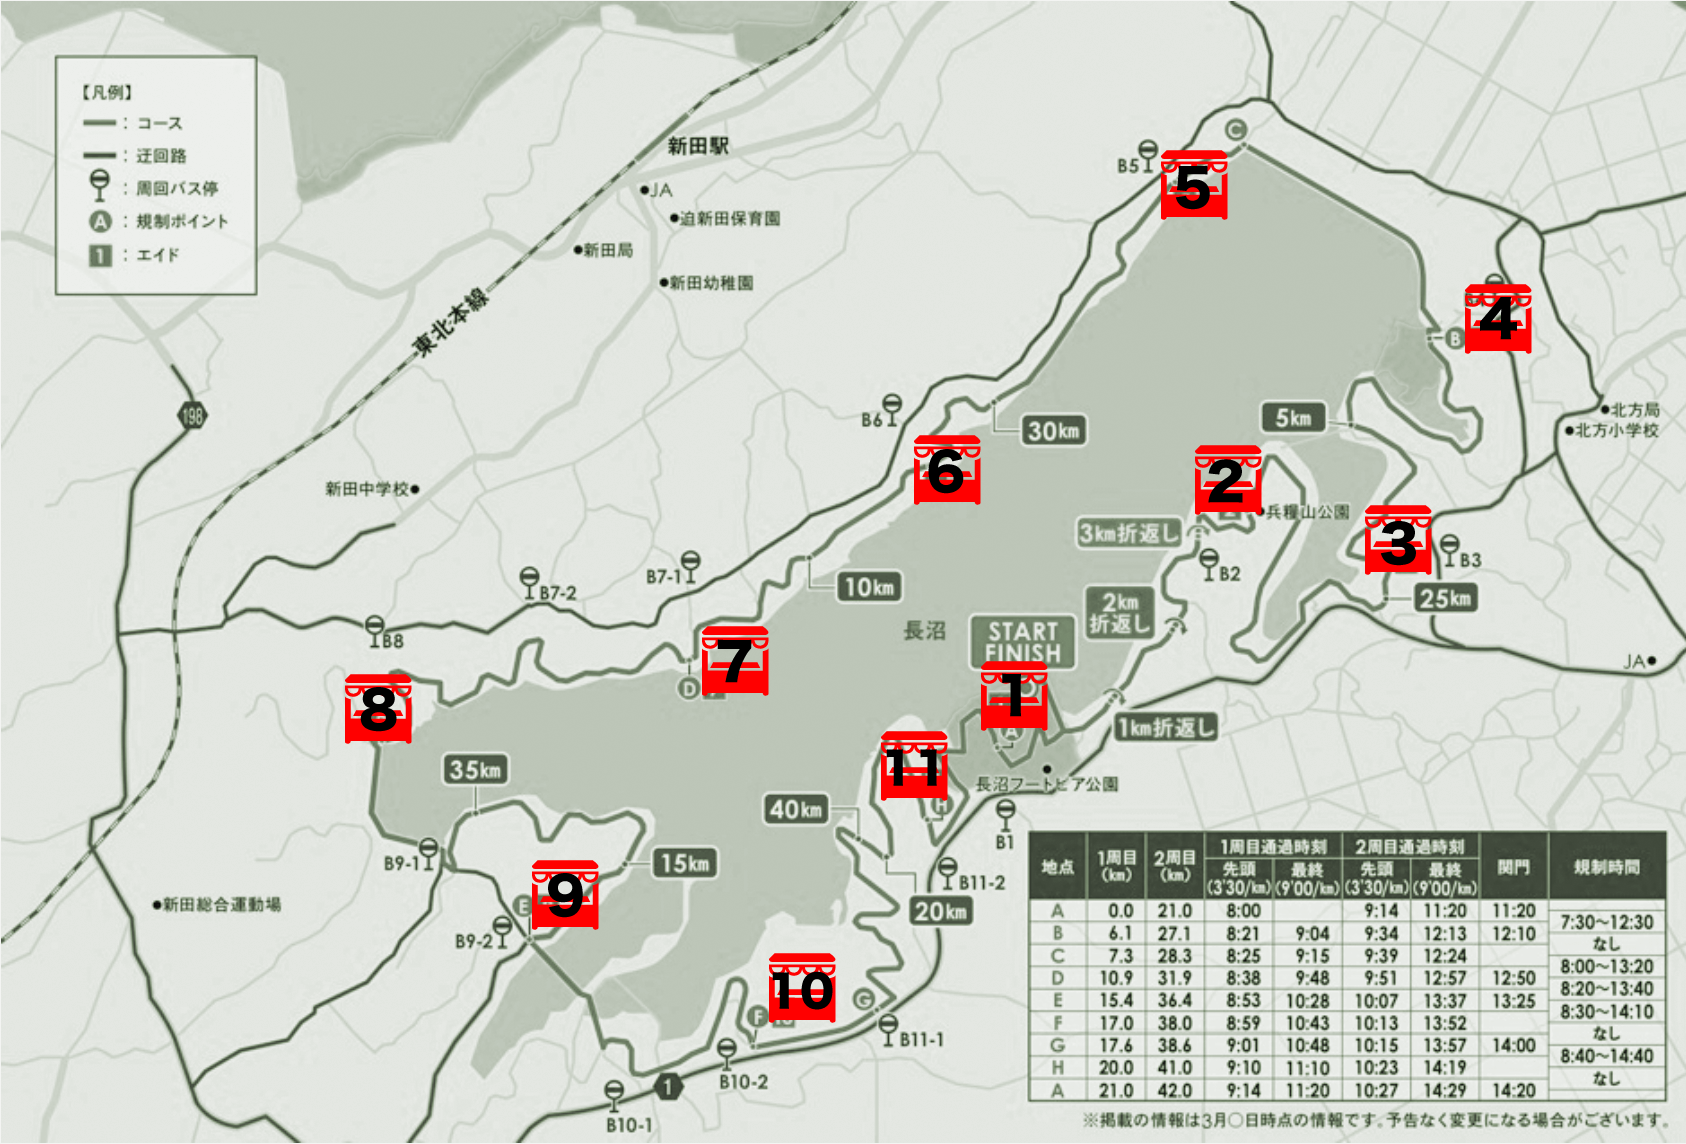 【凡例】
：コース
：迂回路
：周回バス停
A：規制ポイント
1：エイド
新田駅
JA
迫新田保育園
新田局
新田幼稚園
東北本線
198
新田中学校
C
B5
5
4
B
北方局
北方小学校
B6
30km
5km
6
2
兵糧山公園
3km折返し
3
B3
B2
B7-1
B7-2
10km
25km
2km
折返し
B8
長沼
START
FINISH
7
D
JA
8
1
A
1km折返し
11
長沼フートピア公園
H
35km
40km
B1
B9-1
15km
B11-2
20km
9
E
新田総合運動場
B9-2
10
F
G
B11-1
B10-2
1
B10-1
地点 1周目(km) 2周目(km) 1周目通過時刻 2周目通過時刻 関門 規制時間
先頭(3'30/km) 最終(9'00/km) 先頭(3'30/km) 最終(9'00/km)
A 0.0 21.0 8:00 9:14 11:20 11:20
7:30～12:30
B 6.1 27.1 8:21 9:04 9:34 12:13 12:10
なし
C 7.3 28.3 8:25 9:15 9:39 12:24
8:00～13:20
D 10.9 31.9 8:38 9:48 9:51 12:57 12:50
8:20～13:40
E 15.4 36.4 8:53 10:28 10:07 13:37 13:25
8:30～14:10
F 17.0 38.0 8:59 10:43 10:13 13:52
なし
G 17.6 38.6 9:01 10:48 10:15 13:57 14:00
8:40～14:40
H 20.0 41.0 9:10 11:10 10:23 14:19
なし
A 21.0 42.0 9:14 11:20 10:27 14:29 14:20
※掲載の情報は3月〇日時点の情報です。予告なく変更になる場合がございます。